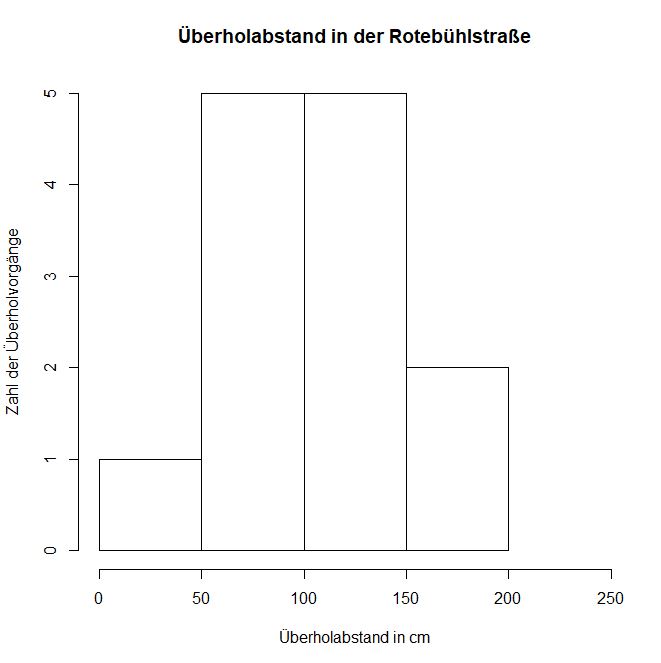 Überholabstand in der Rotebühlstraße
Zahl der Überholvorgänge
5
4
3
2
1
0
0 50 100 150 200 250
Überholabstand in cm